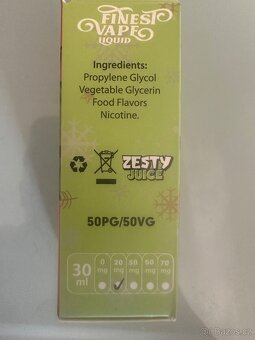 FINEST
VAPE
LIQUID
Ingredients:
Propylene Glycol
Vegetable Glycerin
Food Flavors
Nicotine.
ZESTY
JUICE
50PG/50VG
30 ml
0 mg 20 mg 50 mg 60 mg 70 mg